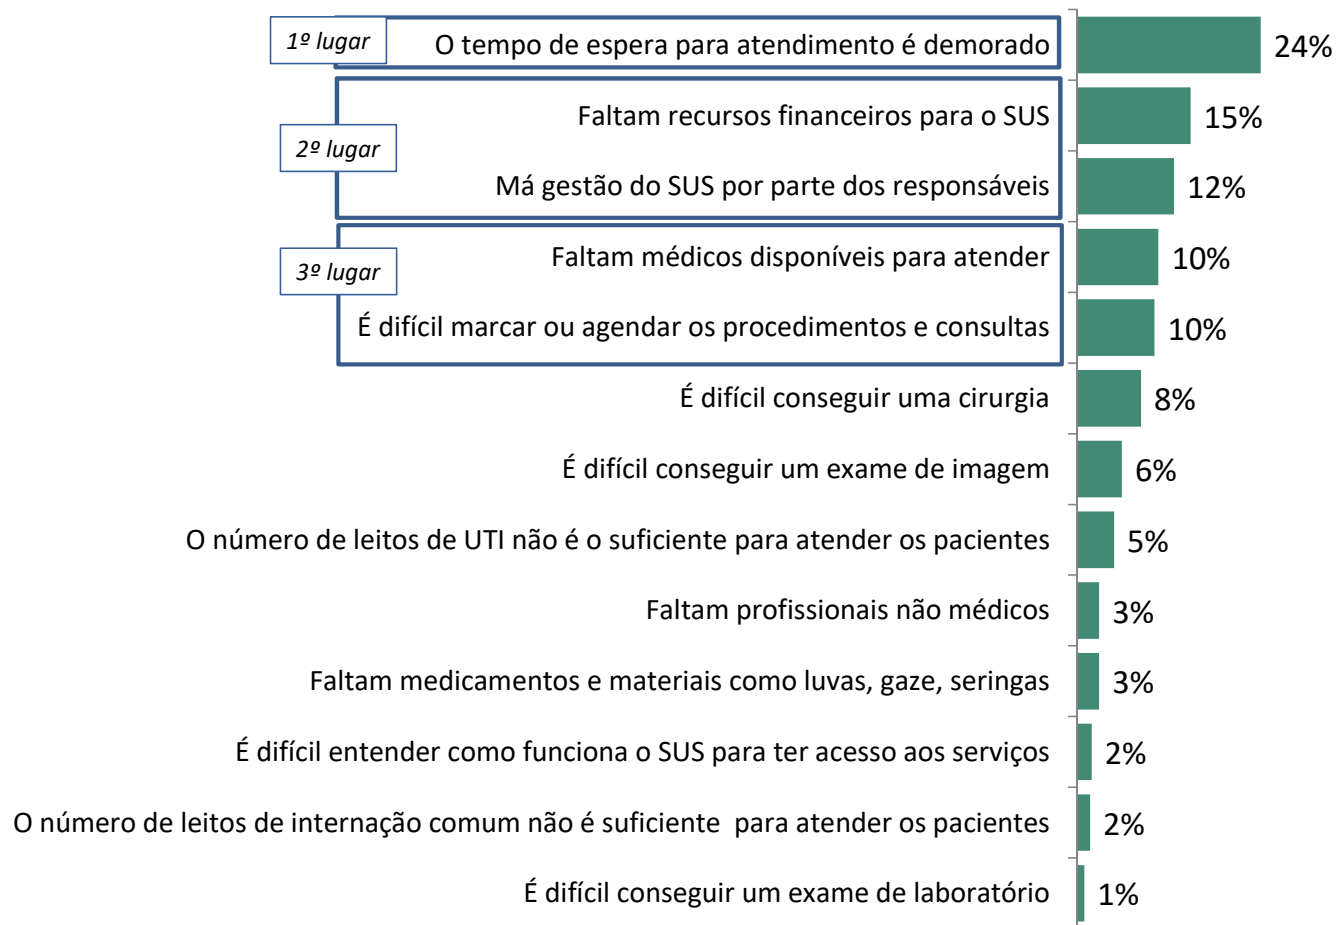 1º lugar
O tempo de espera para atendimento é demorado 24%
Faltam recursos financeiros para o SUS 15%
2º lugar
Má gestão do SUS por parte dos responsáveis 12%
Faltam médicos disponíveis para atender 10%
3º lugar
É difícil marcar ou agendar os procedimentos e consultas 10%
É difícil conseguir uma cirurgia 8%
É difícil conseguir um exame de imagem 6%
O número de leitos de UTI não é o suficiente para atender os pacientes 5%
Faltam profissionais não médicos 3%
Faltam medicamentos e materiais como luvas, gaze, seringas 3%
É difícil entender como funciona o SUS para ter acesso aos serviços 2%
O número de leitos de internação comum não é suficiente para atender os pacientes 2%
É difícil conseguir um exame de laboratório 1%